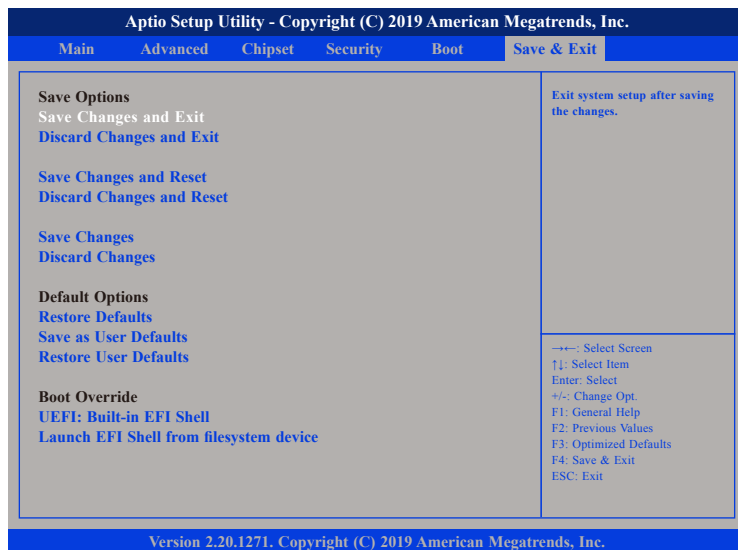 Aptio Setup Utility - Copyright (C) 2019 American Megatrends, Inc.
Main Advanced Chipset Security Boot Save & Exit
Save Options
Save Changes and Exit
Discard Changes and Exit
Save Changes and Reset
Discard Changes and Reset
Save Changes
Discard Changes
Default Options
Restore Defaults
Save as User Defaults
Restore User Defaults
Boot Override
UEFI: Built-in EFI Shell
Launch EFI Shell from filesystem device
Exit system setup after saving
the changes.
→←: Select Screen
↑↓: Select Item
Enter: Select
+/-: Change Opt.
F1: General Help
F2: Previous Values
F3: Optimized Defaults
F4: Save & Exit
ESC: Exit
Version 2.20.1271. Copyright (C) 2019 American Megatrends, Inc.